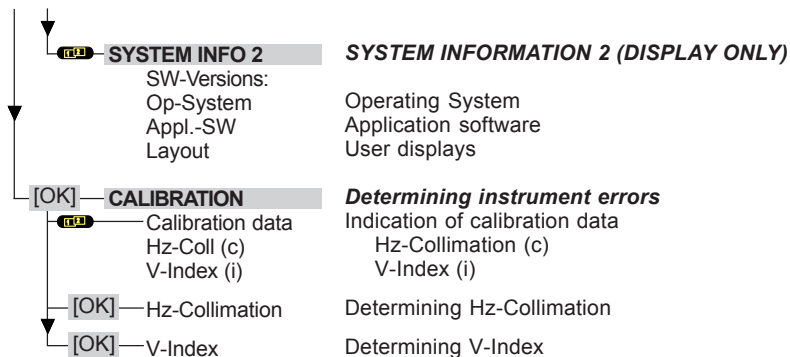 SYSTEM INFO 2 SYSTEM INFORMATION 2 (DISPLAY ONLY)
SW-Versions:
Op-System Operating System
Appl.-SW Application software
Layout User displays
[OK] CALIBRATION Determining instrument errors
Calibration data Indication of calibration data
Hz-Coll (c) Hz-Collimation (c)
V-Index (i) V-Index (i)
[OK] Hz-Collimation Determining Hz-Collimation
[OK] V-Index Determining V-Index